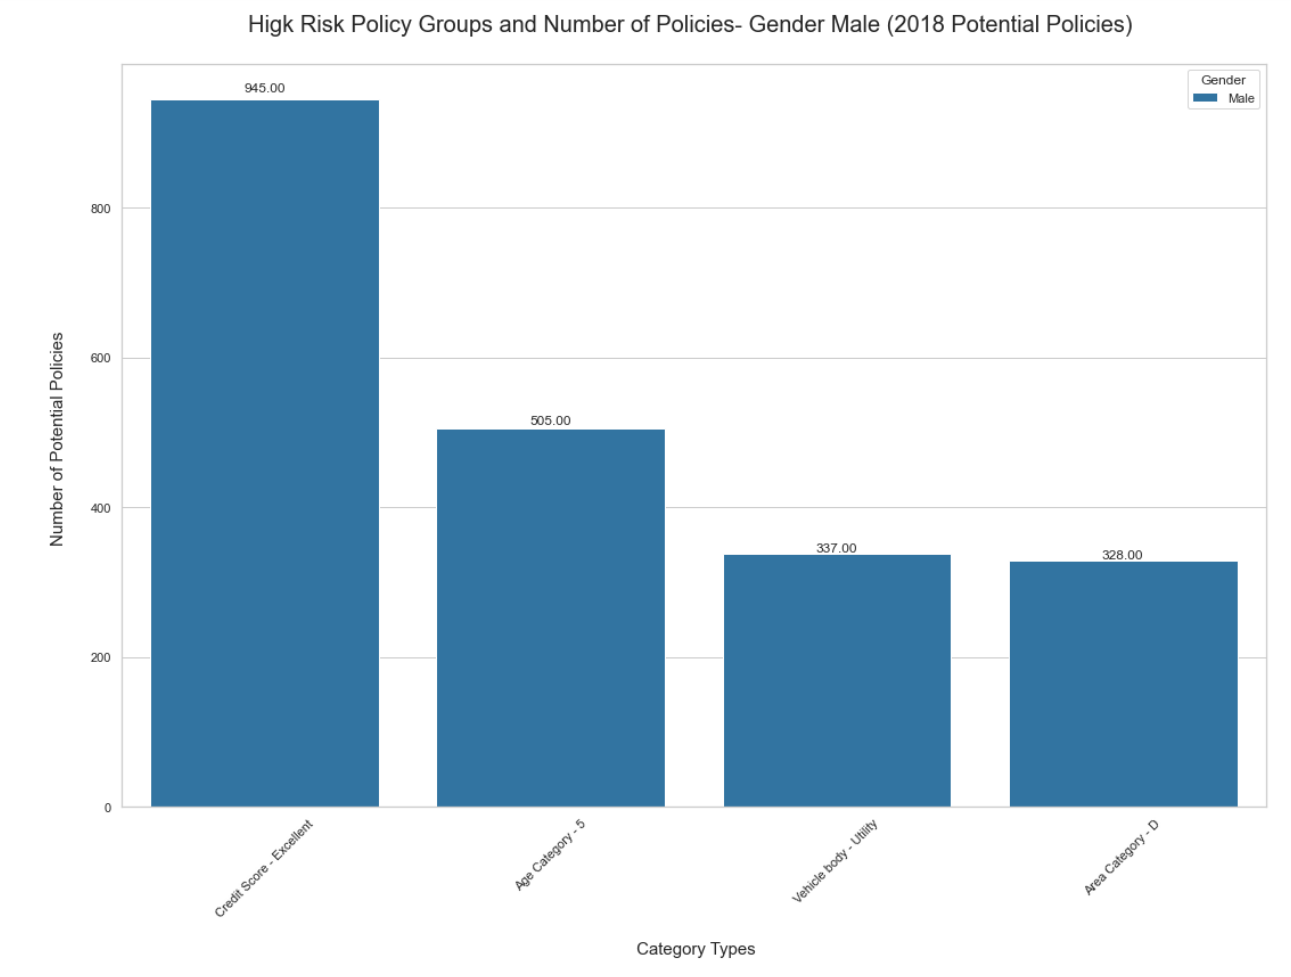 Higk Risk Policy Groups and Number of Policies- Gender Male (2018 Potential Policies)
Gender
Male
945.00
505.00
337.00
328.00
800
600
400
200
0
Number of Potential Policies
Credit Score - Excellent
Age Category - 5
Vehicle body - Utility
Area Category - D
Category Types